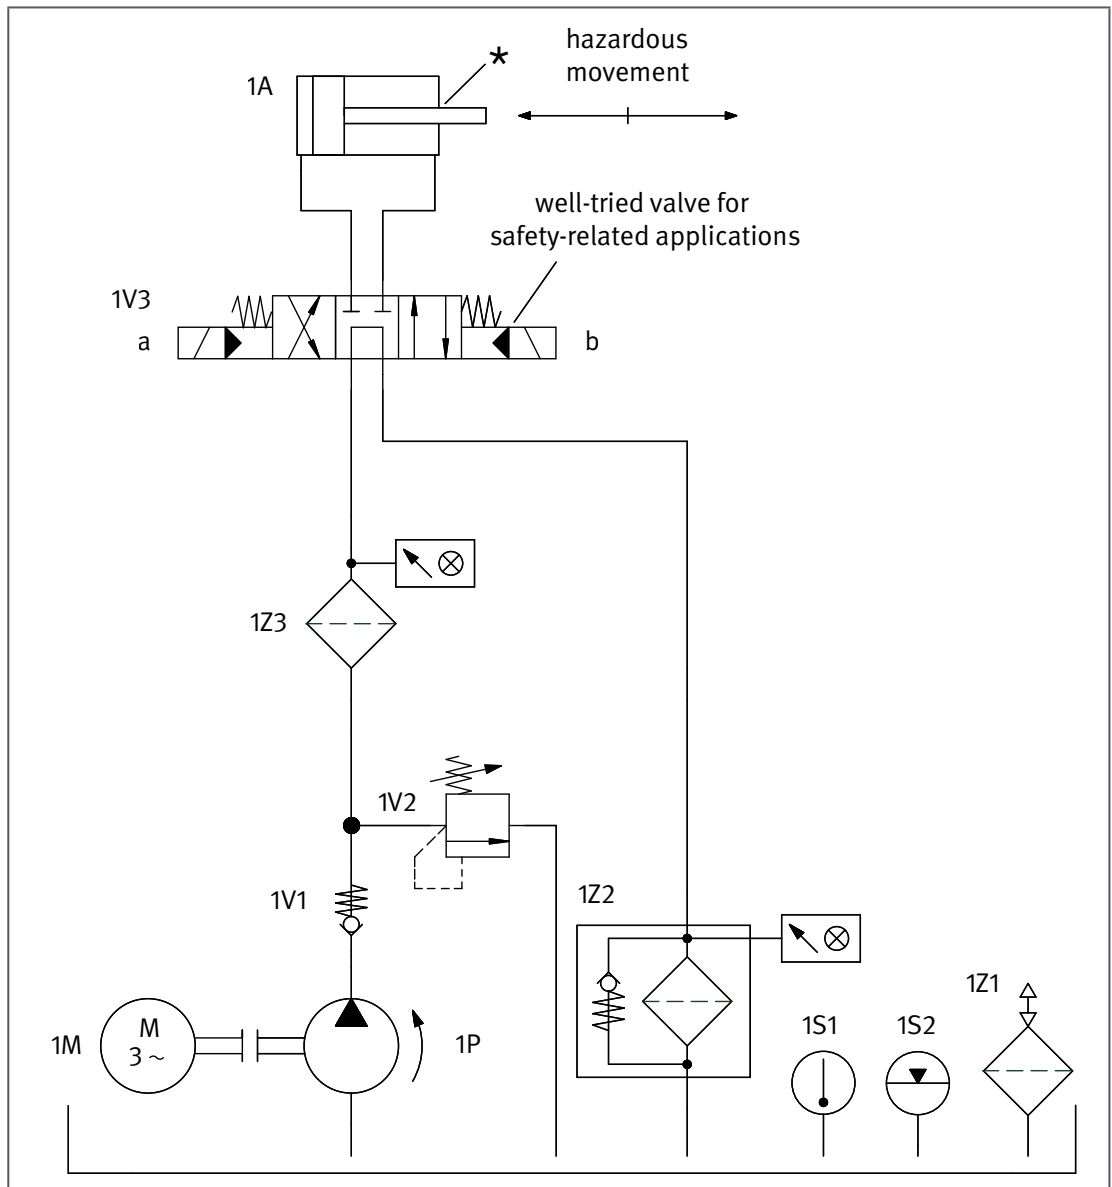 hazardous
movement
*
1A
well-tried valve for
safety-related applications
1V3
a
b
1Z3
1V2
1V1
1Z2
1Z1
1S1
1S2
1M
M
3 ~
1P